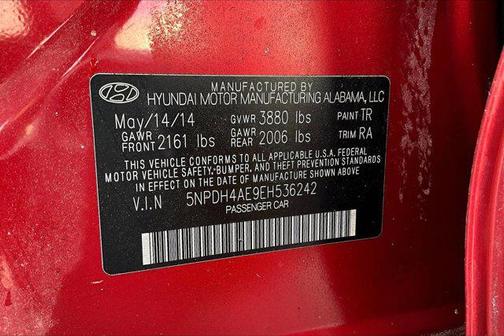 MANUFACTURED BY
HYUNDAI MOTOR MANUFACTURING ALABAMA, LLC
May/14/14 GVWR 3880 lbs PAINT TR
GAWR FRONT 2161 lbs GAWR REAR 2006 lbs TRIM RA
THIS VEHICLE CONFORMS TO ALL APPLICABLE U.S.A. FEDERAL
MOTOR VEHICLE SAFETY, BUMPER, AND THEFT PREVENTION STANDARDS
IN EFFECT ON THE DATE OF MANUFACTURE SHOWN ABOVE.
V.I.N 5NPDH4AE9EH536242
PASSENGER CAR